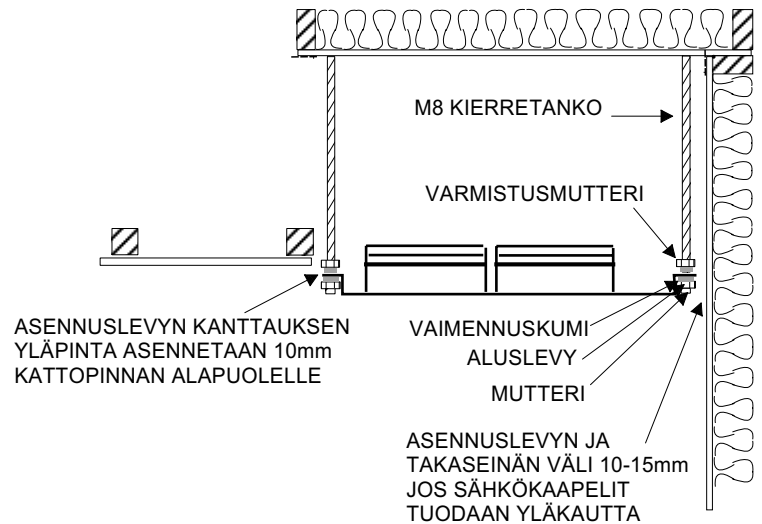 M8 KIERRETANKO
VARMISTUSMUTTERI
ASENNUSLEVYN KANTTAUKSEN
YLÄPINTA ASENNETAAN 10mm
KATTOPINNAN ALAPUOLELLE
VAIMENNUSKUMI
ALUSLEVY
MUTTERI
ASENNUSLEVYN JA
TAKASEINÄN VÄLI 10-15mm
JOS SÄHKÖKAAPELIT
TUODAAN YLÄKAUTTA